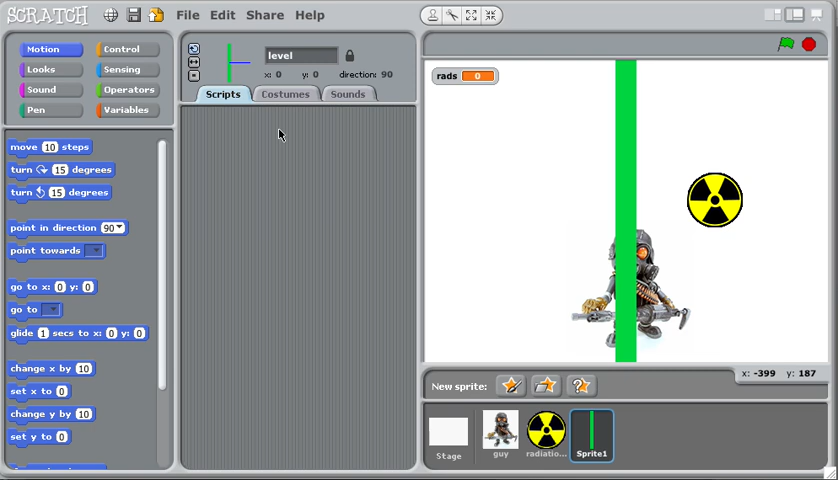 SCRATCH File Edit Share Help
Motion Control
Looks Sensing
Sound Operators
Pen Variables
move 10 steps
turn 15 degrees
turn 15 degrees
point in direction 90
point towards
go to x: 0 y: 0
go to
glide 1 secs to x: 0 y: 0
change x by 10
set x to 0
change y by 10
set y to 0
level
x: 0 y: 0 direction: 90
Scripts Costumes Sounds
rads 0
x: -399 y: 187
New sprite:
Stage guy radiatio... Sprite1